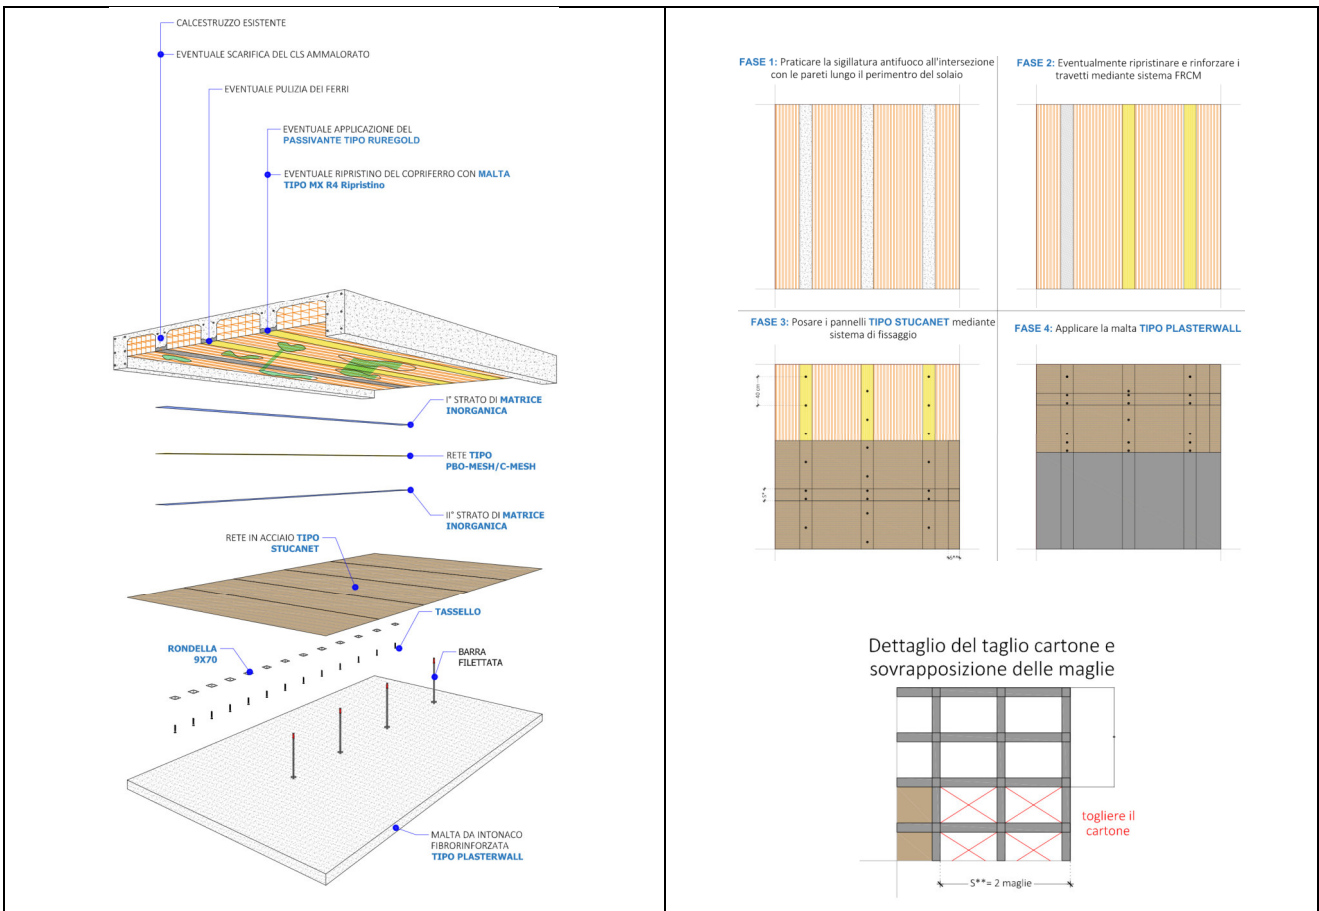 CALCESTRUZZO ESISTENTE
EVENTUALE SCARIFICA DEL CLS AMMALORATO
EVENTUALE PULIZIA DEI FERRI
EVENTUALE APPLICAZIONE DEL
PASSIVANTE TIPO RUREGOLD
EVENTUALE RIPRISTINO DEL COPRIFERRO CON MALTA
TIPO MX R4 Ripristino
I° STRATO DI MATRICE
INORGANICA
RETE TIPO
PBO-MESH/C-MESH
II° STRATO DI MATRICE
INORGANICA
RETE IN ACCIAIO TIPO
STUCANET
TASSELLO
RONDELLA
9X70
BARRA
FILETTATA
MALTA DA INTONACO
FIBRORINFORZATA
TIPO PLASTERWALL
FASE 1: Praticare la sigillatura antifuoco all'intersezione
con le pareti lungo il perimentro del solaio
FASE 2: Eventualmente ripristinare e rinforzare i
travetti mediante sistema FRCM
FASE 3: Posare i pannelli TIPO STUCANET mediante
sistema di fissaggio
40 cm
S*
S**
FASE 4: Applicare la malta TIPO PLASTERWALL
Dettaglio del taglio cartone e
sovrapposizione delle maglie
togliere il
cartone
S**= 2 maglie